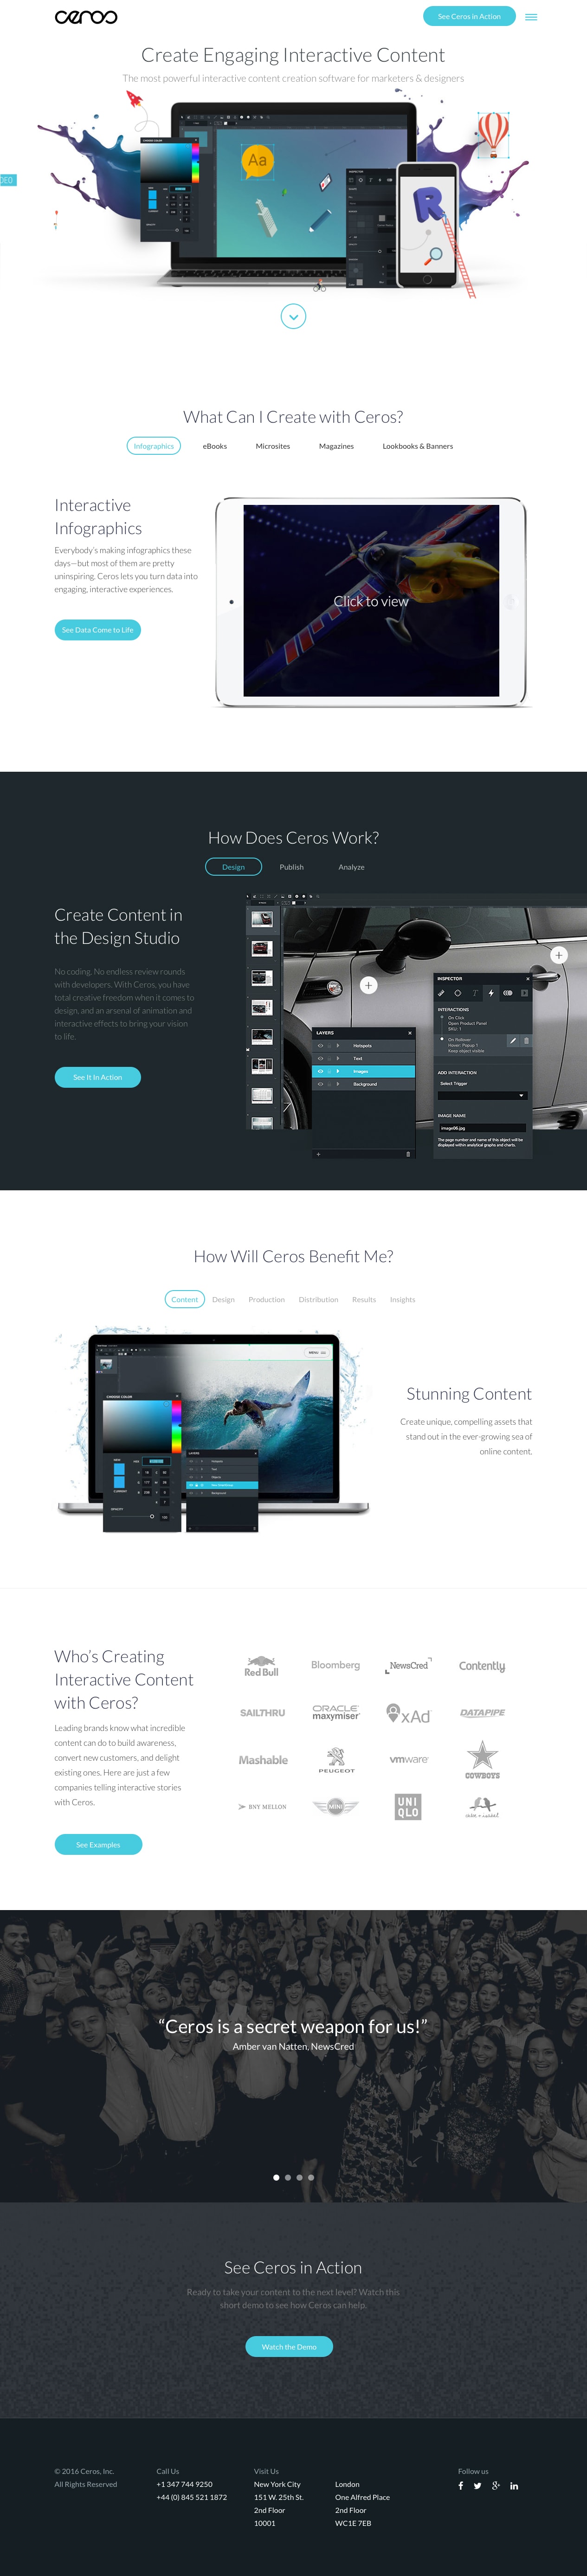 ceros
See Ceros in Action
Create Engaging Interactive Content
The most powerful interactive content creation software for marketers & designers
Aa
R
What Can I Create with Ceros?
Infographics
eBooks
Microsites
Magazines
Lookbooks & Banners
Interactive
Infographics
Everybody's making infographics these
days—but most of them are pretty
uninspiring. Ceros lets you turn data into
engaging, interactive experiences.
See Data Come to Life
Click to view
How Does Ceros Work?
Design
Publish
Analyze
Create Content in
the Design Studio
No coding. No endless review rounds
with developers. With Ceros, you have
total creative freedom when it comes to
design, and an arsenal of animation and
interactive effects to bring your vision
to life.
See It In Action
LAYERS
Hotspots
Text
Images
Background
INSPECTOR
INTERACTIONS
On Click
Open Product Panel
SKU: 1
On Rollover
Hover: Popup 1
Keep object visible
ADD INTERACTION
Select Trigger
IMAGE NAME
image06.jpg
The page number and name of this object will be
displayed within analytical graphs and charts.
How Will Ceros Benefit Me?
Content
Design
Production
Distribution
Results
Insights
CHOOSE COLOR
LAYERS
MENU
Stunning Content
Create unique, compelling assets that
stand out in the ever-growing sea of
online content.
Who's Creating
Interactive Content
with Ceros?
Leading brands know what incredible
content can do to build awareness,
convert new customers, and delight
existing ones. Here are just a few
companies telling interactive stories
with Ceros.
See Examples
Red Bull
Bloomberg
NewsCred
Contently
SAILTHRU
ORACLE
maxymiser
xAd
DATAPIPE
Mashable
PEUGEOT
vmware
COWBOYS
BNY MELLON
MINI
UNI
QLO
“Ceros is a secret weapon for us!”
Amber van Natten, NewsCred
See Ceros in Action
Ready to take your content to the next level? Watch this
short demo to see how Ceros can help.
Watch the Demo
© 2016 Ceros, Inc.
All Rights Reserved
Call Us
+1 347 744 9250
+44 (0) 845 521 1872
Visit Us
New York City
151 W. 25th St.
2nd Floor
10001
London
One Alfred Place
2nd Floor
WC1E 7EB
Follow us